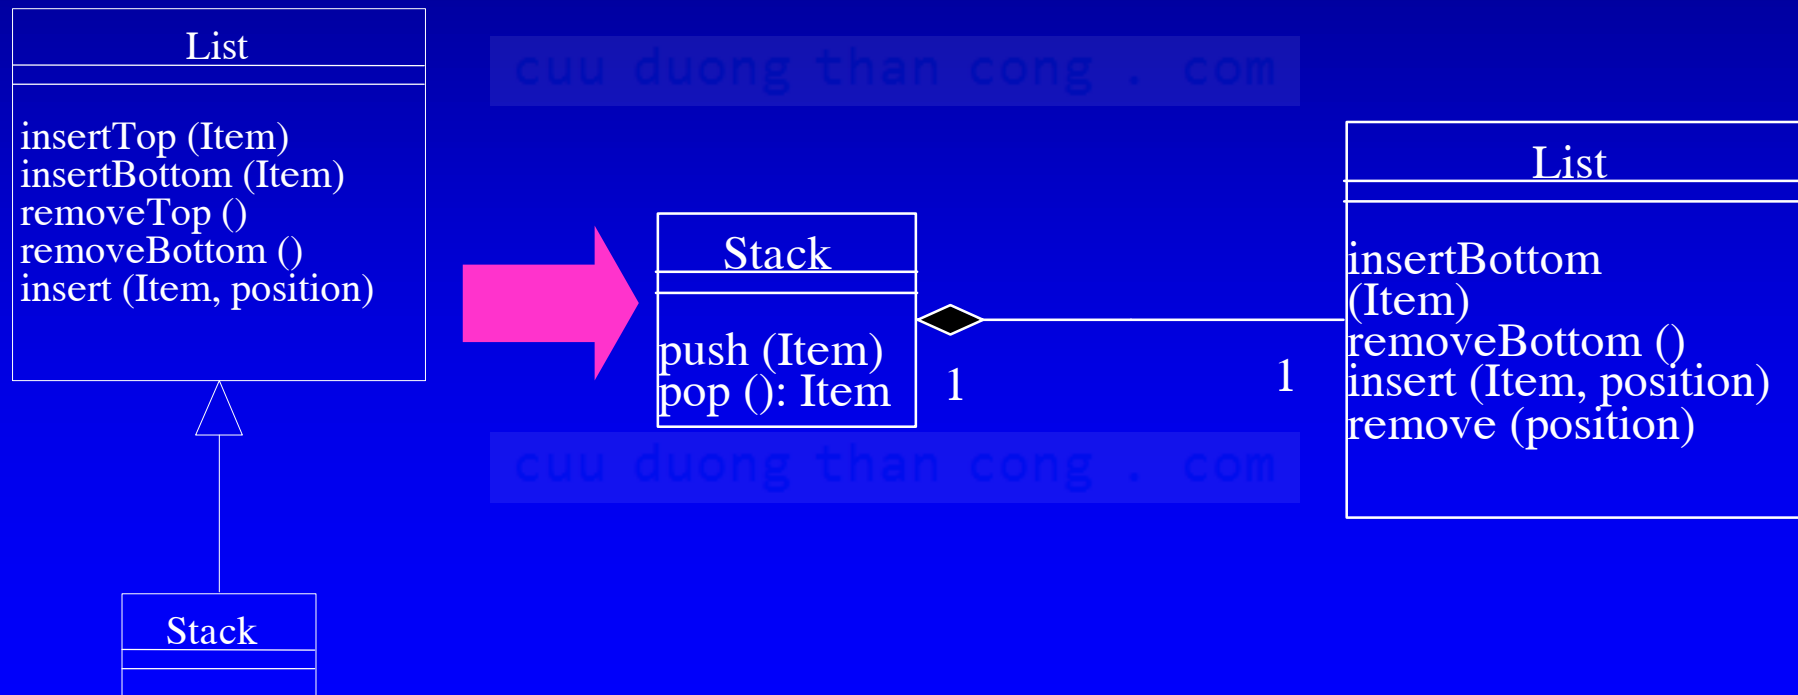 List
insertTop (Item)
insertBottom (Item)
removeTop ()
removeBottom ()
insert (Item, position)
Stack
cuu duong than cong . com
Stack
push (Item)
pop (): Item
1
1
List
insertBottom
(Item)
removeBottom ()
insert (Item, position)
remove (position)
cuu duong than cong . com